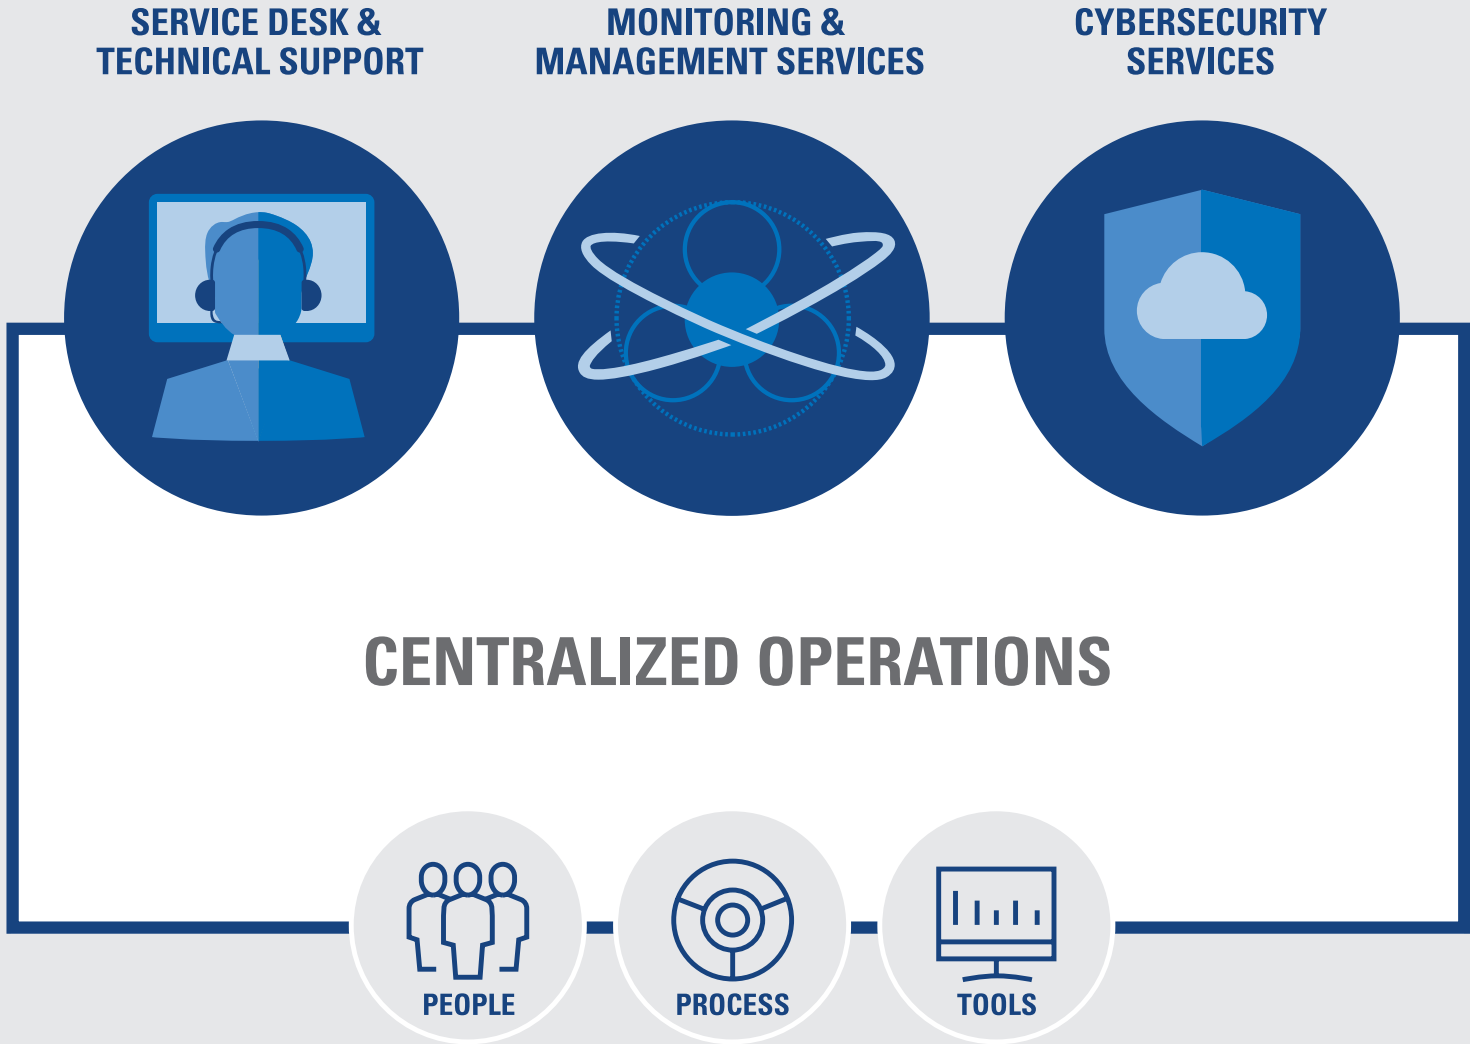 SERVICE DESK &
TECHNICAL SUPPORT
MONITORING &
MANAGEMENT SERVICES
CYBERSECURITY
SERVICES
CENTRALIZED OPERATIONS
PEOPLE
PROCESS
TOOLS